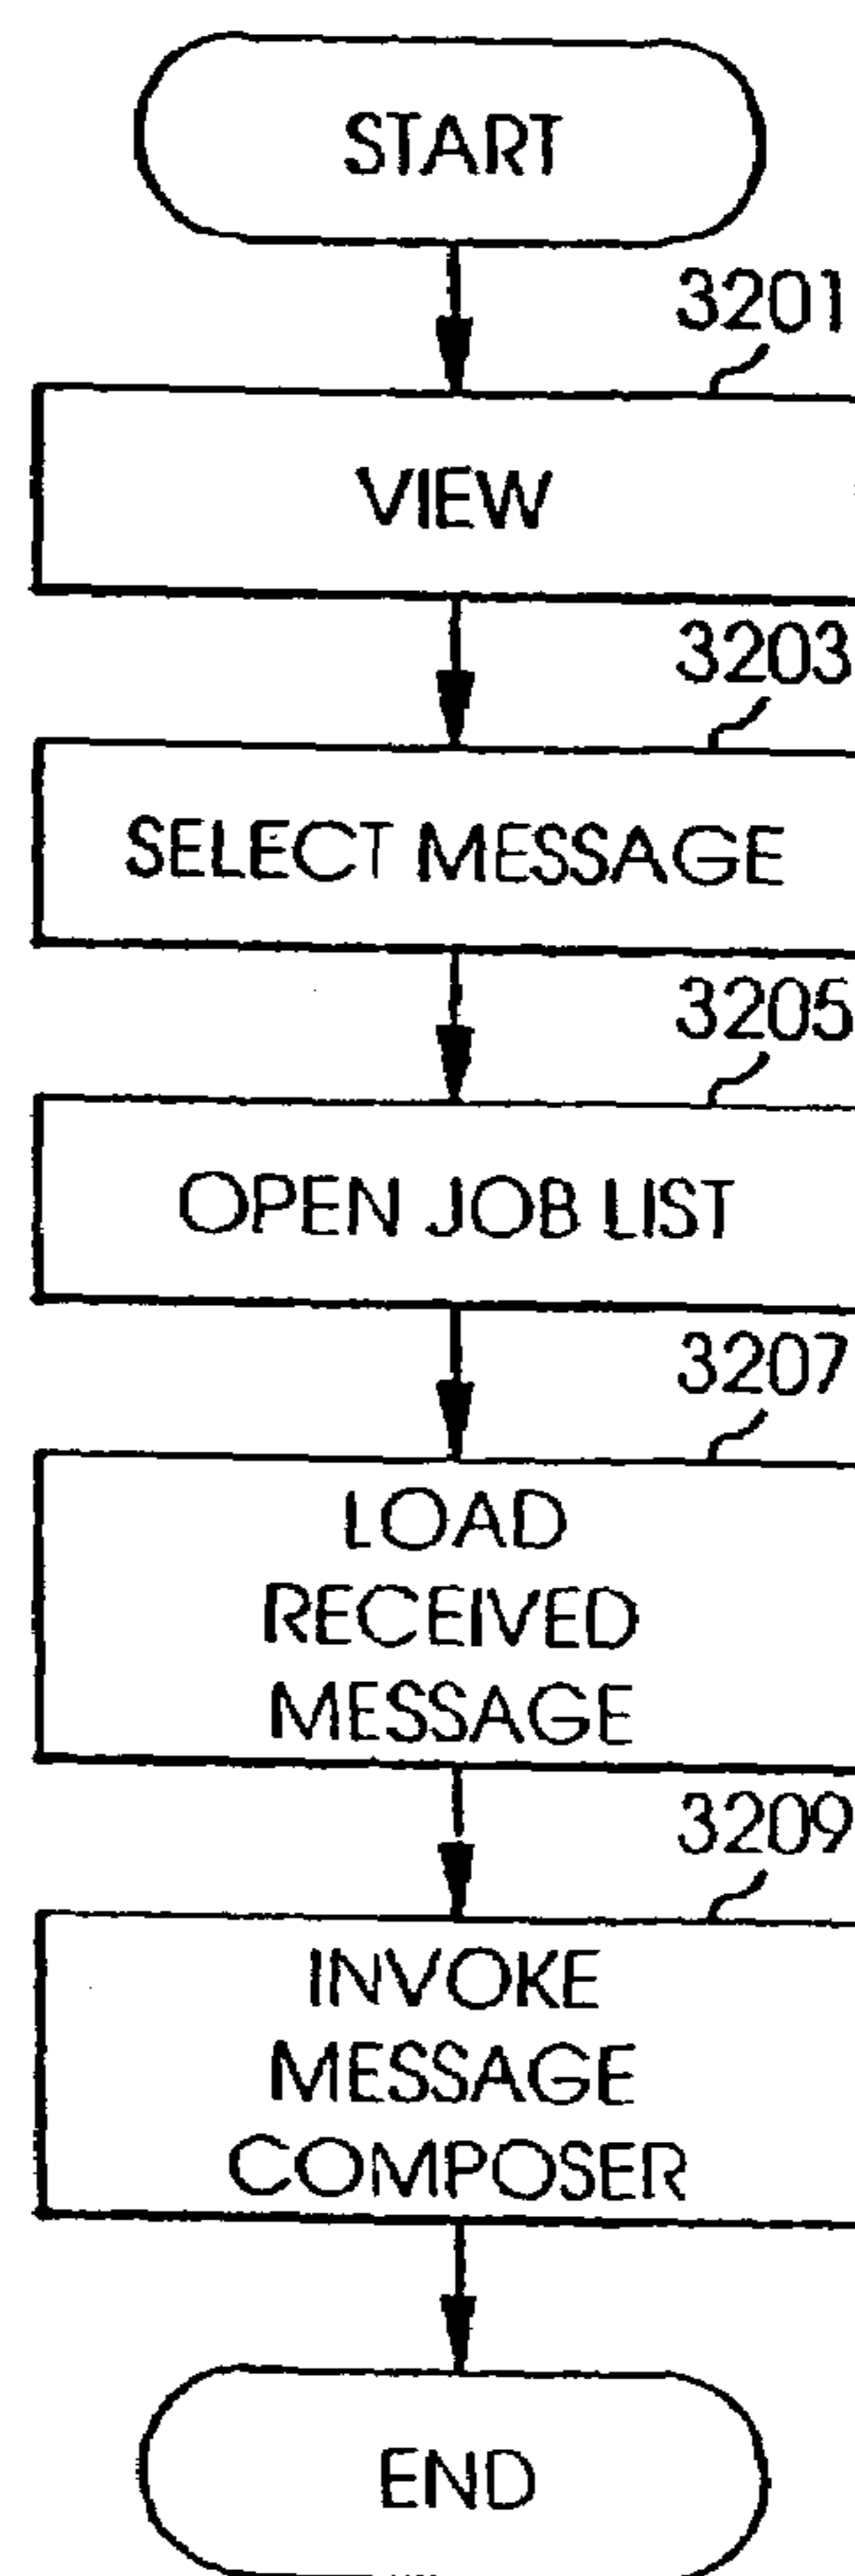 START
3201
VIEW
3203
SELECT MESSAGE
3205
OPEN JOB LIST
3207
LOAD
RECEIVED
MESSAGE
3209
INVOKE
MESSAGE
COMPOSER
END